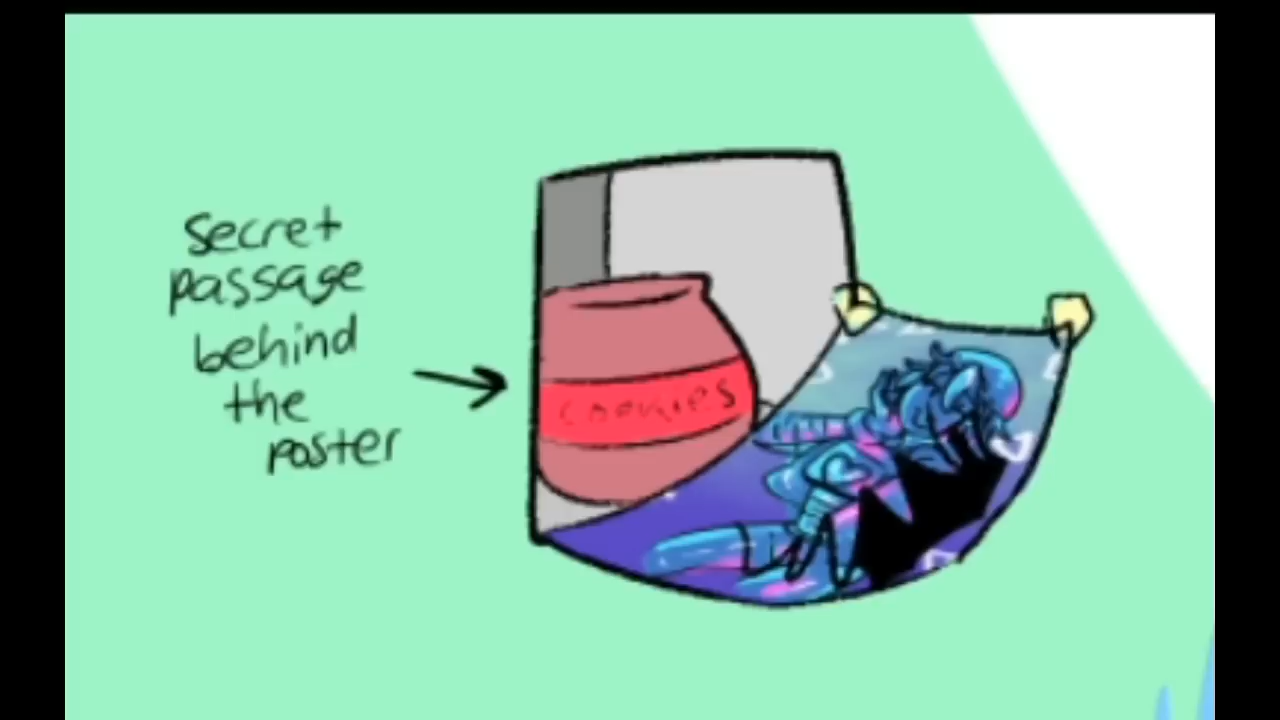 secret
passage
behind
the
poster
cookies